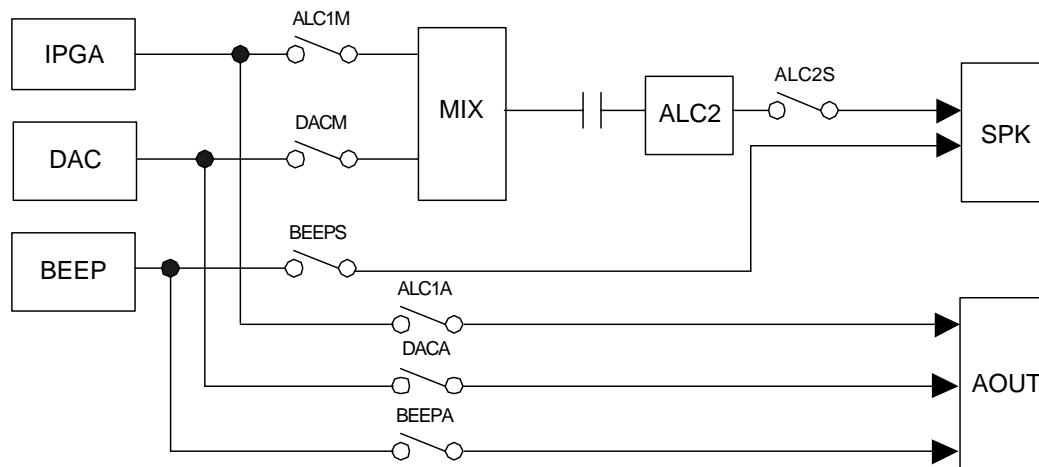 ALC1M
IPGA
MIX
ALC2S
ALC2
SPK
DACM
DAC
BEEPS
BEEP
ALC1A
DACA
AOUT
BEEPA